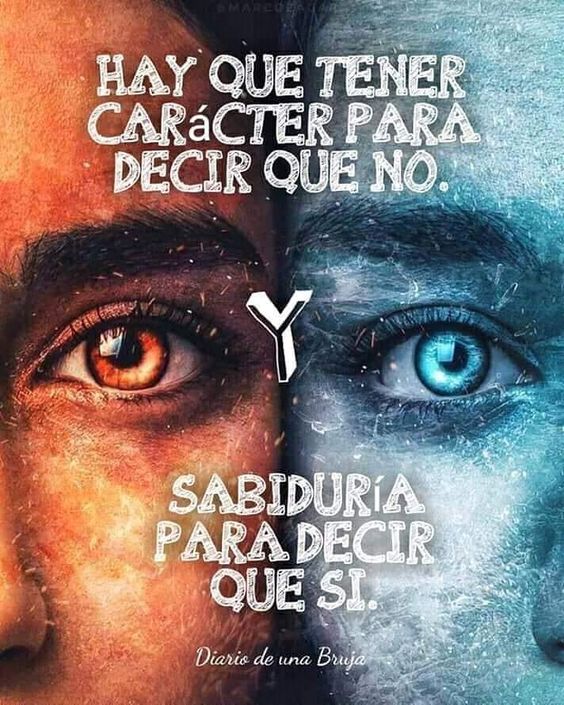 HAY QUE TENER
CARáCTER PARA
DECIR QUE NO.
Y
SABIDURíA
PARA DECIR
QUE SI.
Diario de una Bruja